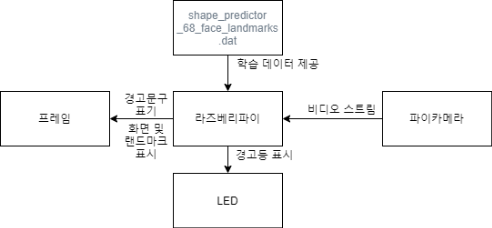 shape_predictor
_68_face_landmarks
.dat
학습 데이터 제공
경고문구
표기
프레임
라즈베리파이
비디오 스트림
파이카메라
화면 및
랜드마크
표시
경고등 표시
LED